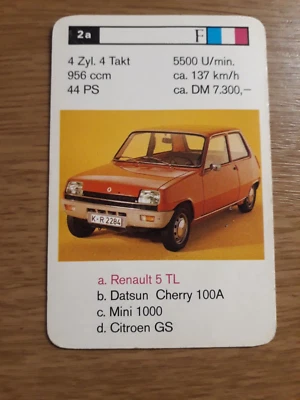 2a F
4 Zyl. 4 Takt 5500 U/min.
956 ccm ca. 137 km/h
44 PS ca. DM 7.300,—
K-R 2284
a. Renault 5 TL
b. Datsun Cherry 100A
c. Mini 1000
d. Citroen GS